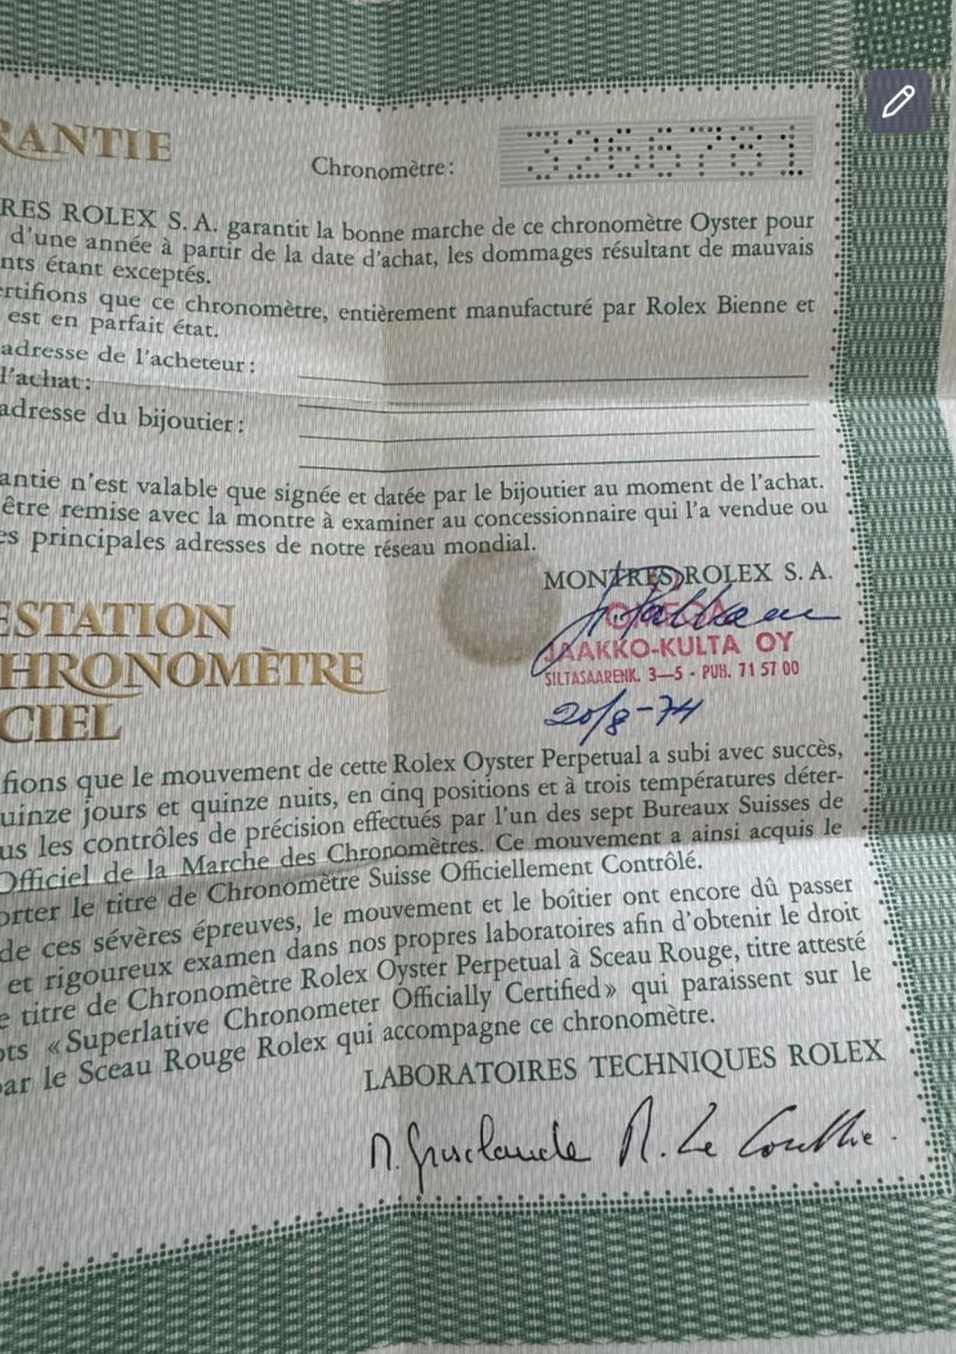 RANTIE
Chronomètre: 3266781
RES ROLEX S. A. garantit la bonne marche de ce chronomètre Oyster pour
d'une année à partir de la date d'achat, les dommages résultant de mauvais
nts étant exceptés.
ertifions que ce chronomètre, entièrement manufacturé par Rolex Bienne et
est en parfait état.
adresse de l'acheteur:
l'achat:
adresse du bijoutier:
antie n'est valable que signée et datée par le bijoutier au moment de l'achat.
être remise avec la montre à examiner au concessionnaire qui l'a vendue ou
es principales adresses de notre réseau mondial.
MONTRES ROLEX S. A.
OMEGA
JAAKKO-KULTA OY
SILTASAARENK. 3—5 - PUH. 71 57 00
20/8-74
ESTATION
HRONOMÈTRE
CIEL
fions que le mouvement de cette Rolex Oyster Perpetual a subi avec succès,
uinze jours et quinze nuits, en cinq positions et à trois températures déter-
us les contrôles de précision effectués par l'un des sept Bureaux Suisses de
Officiel de la Marche des Chronomètres. Ce mouvement a ainsi acquis le
orter le titre de Chronomètre Suisse Officiellement Contrôlé.
de ces sévères épreuves, le mouvement et le boîtier ont encore dû passer
et rigoureux examen dans nos propres laboratoires afin d'obtenir le droit
e titre de Chronomètre Rolex Oyster Perpetual à Sceau Rouge, titre attesté
ots «Superlative Chronometer Officially Certified» qui paraissent sur le
ar le Sceau Rouge Rolex qui accompagne ce chronomètre.
LABORATOIRES TECHNIQUES ROLEX
R. Le Coultre.